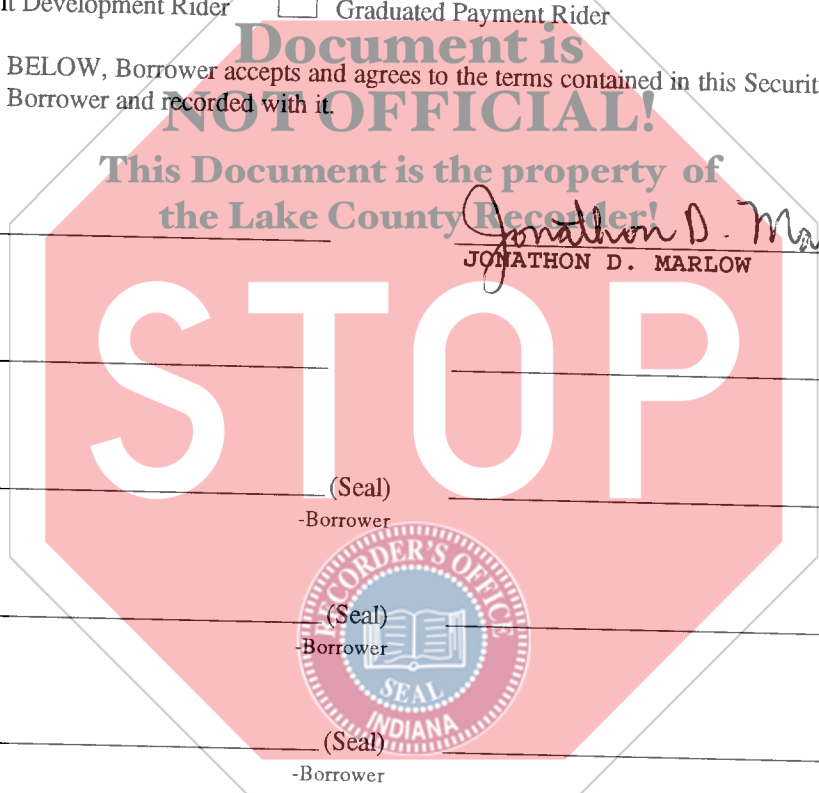 it Development Rider Graduated Payment Rider
Document is
BELOW, Borrower accepts and agrees to the terms contained in this Securit
Borrower and recorded with it.
NOT OFFICIAL!
This Document is the property of
the Lake County Recorder!
Jonathon D. Ma
JONATHON D. MARLOW
STOP
(Seal)
-Borrower
RECORDER'S OFFICE
(Seal)
-Borrower
SEAL
INDIANA
(Seal)
-Borrower